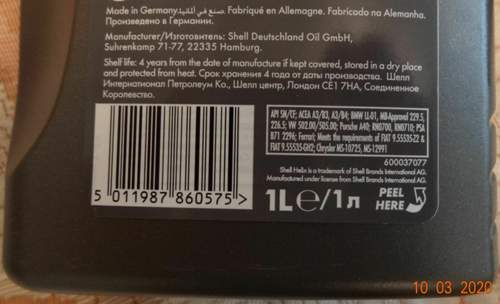 Made in Germany. صنع في ألمانيا. Fabriqué en Allemagne. Fabricado na Alemanha.
Произведено в Германии.
Manufacturer/Изготовитель: Shell Deutschland Oil GmbH,
Suhrenkamp 71-77, 22335 Hamburg.
Shelf life: 4 years from the date of manufacture if kept covered, stored in a dry place
and protected from heat. Срок хранения 4 года от даты производства. Шелл
Интернатионал Петролеум Ко., Шелл центр, Лондон СЕ1 7НА, Соединенное
Королевство.
API SN/CF; ACEA A3/B3, A3/B4; BMW LL-01, MB-Approval 229.5,
226.5; VW 502.00/505.00; Porsche A40; RN0700, RN0710; PSA
B71 2296; Ferrari; Meets the requirements of FIAT 9.55535-Z2 &
FIAT 9.55535-GH2; Chrysler MS-10725, MS-12991
600037077
Shell Helix is a trademark of Shell Brands International AG.
Manufactured under license from Shell Brands International AG.
5 011987 860575 >
1L e/1л
PEEL
HERE
10 03 2020